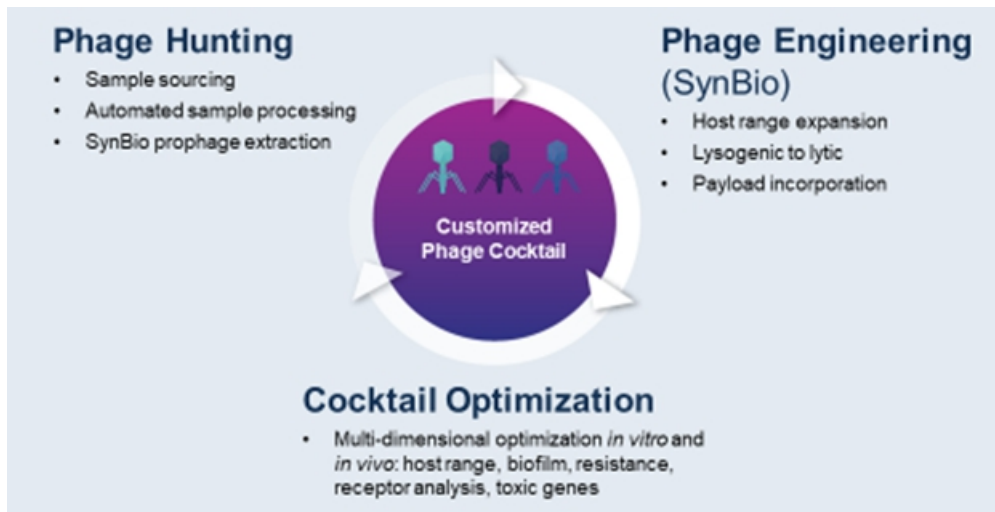 Phage Hunting
• Sample sourcing
• Automated sample processing
• SynBio prophage extraction
Phage Engineering
(SynBio)
• Host range expansion
• Lysogenic to lytic
• Payload incorporation
Customized
Phage Cocktail
Cocktail Optimization
• Multi-dimensional optimization in vitro and
in vivo: host range, biofilm, resistance,
receptor analysis, toxic genes